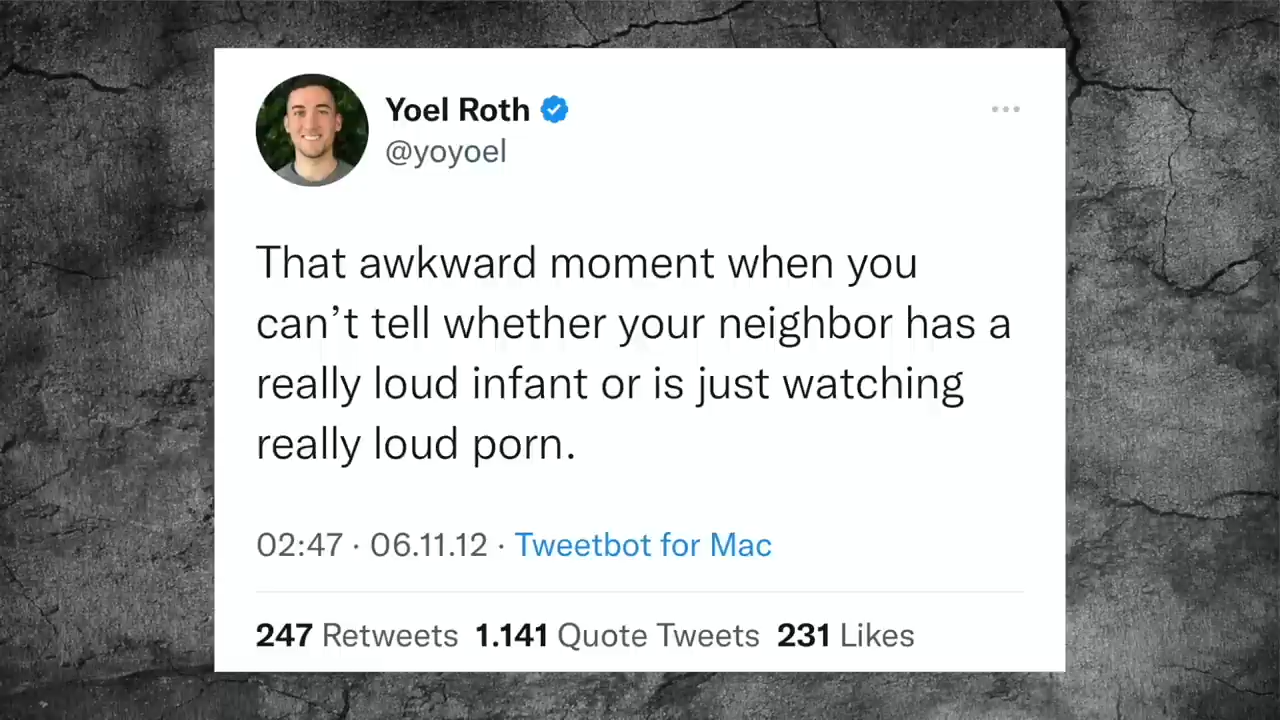 Yoel Roth
@yoyoel
That awkward moment when you
can’t tell whether your neighbor has a
really loud infant or is just watching
really loud porn.
02:47 · 06.11.12 · Tweetbot for Mac
247 Retweets 1.141 Quote Tweets 231 Likes